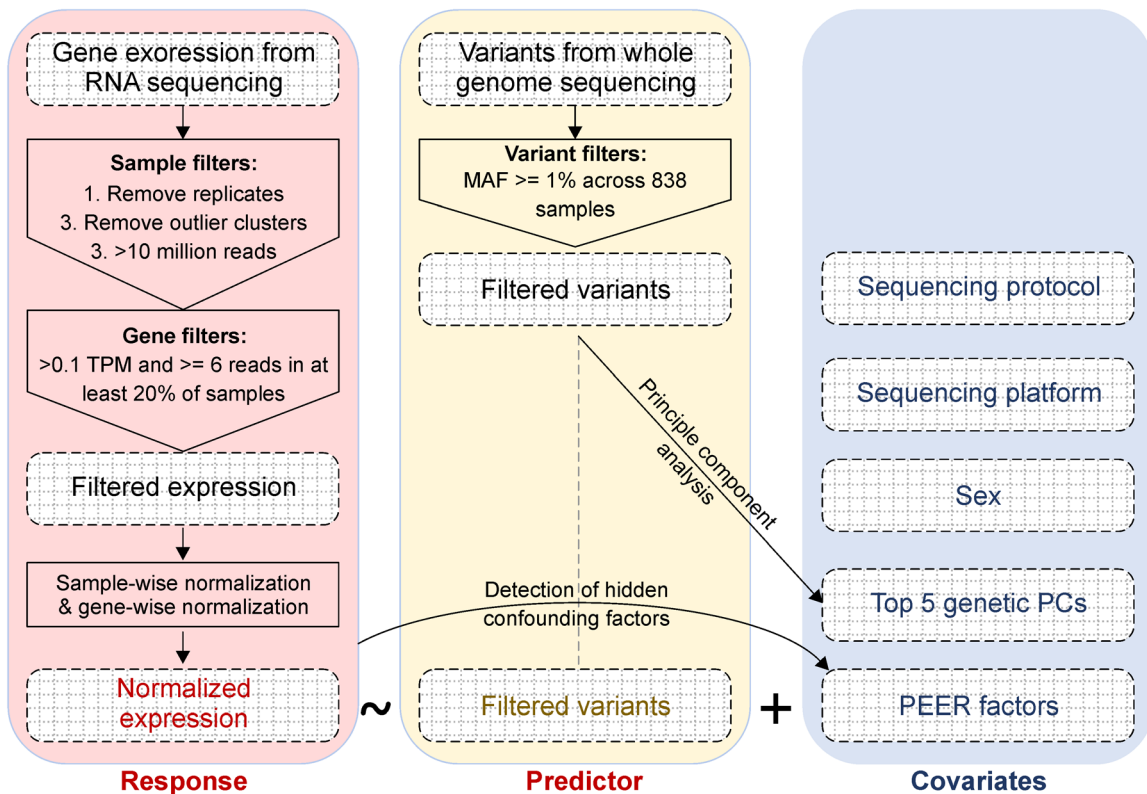 Gene exoression from
RNA sequencing
Sample filters:
1. Remove replicates
3. Remove outlier clusters
3. >10 million reads
Gene filters:
>0.1 TPM and >= 6 reads in at
least 20% of samples
Filtered expression
Sample-wise normalization
& gene-wise normalization
Normalized
expression
Response
~
Variants from whole
genome sequencing
Variant filters:
MAF >= 1% across 838
samples
Filtered variants
Principle component
analysis
Detection of hidden
confounding factors
Filtered variants
Predictor
+
Sequencing protocol
Sequencing platform
Sex
Top 5 genetic PCs
PEER factors
Covariates